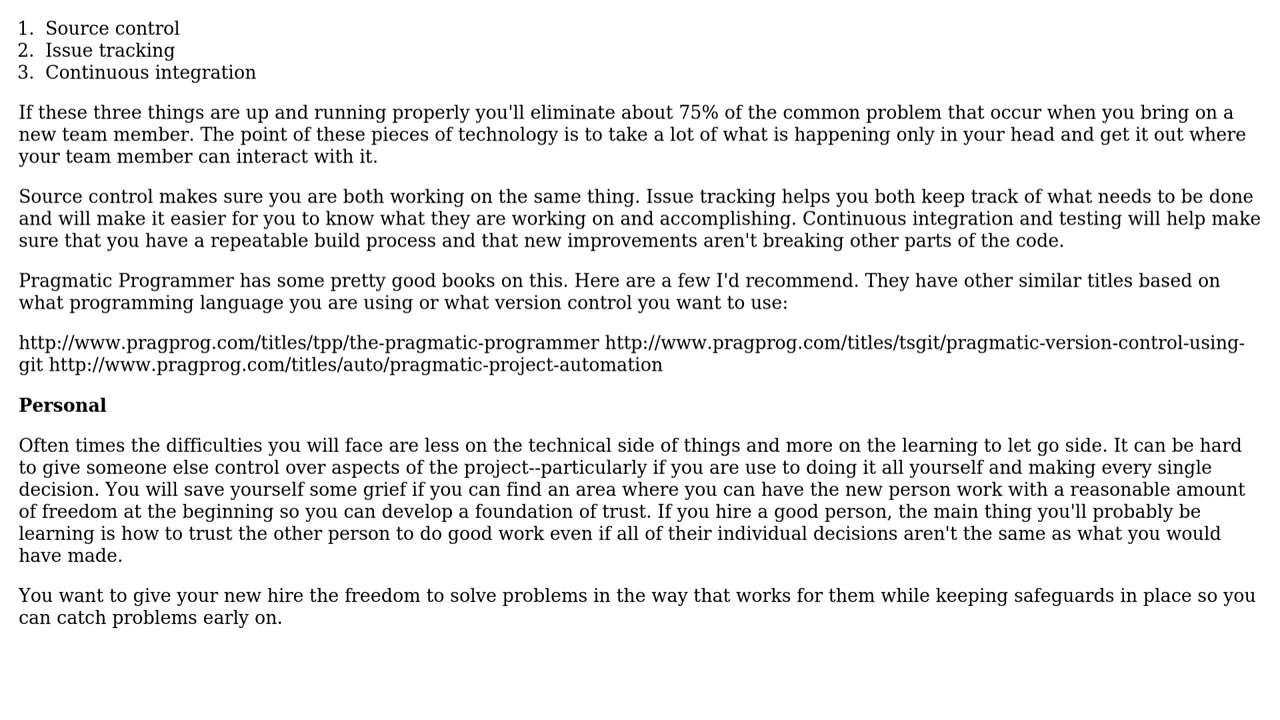 1. Source control
2. Issue tracking
3. Continuous integration
If these three things are up and running properly you'll eliminate about 75% of the common problem that occur when you bring on a
new team member. The point of these pieces of technology is to take a lot of what is happening only in your head and get it out where
your team member can interact with it.
Source control makes sure you are both working on the same thing. Issue tracking helps you both keep track of what needs to be done
and will make it easier for you to know what they are working on and accomplishing. Continuous integration and testing will help make
sure that you have a repeatable build process and that new improvements aren't breaking other parts of the code.
Pragmatic Programmer has some pretty good books on this. Here are a few I'd recommend. They have other similar titles based on
what programming language you are using or what version control you want to use:
http://www.pragprog.com/titles/tpp/the-pragmatic-programmer http://www.pragprog.com/titles/tsgit/pragmatic-version-control-using-
git http://www.pragprog.com/titles/auto/pragmatic-project-automation
Personal
Often times the difficulties you will face are less on the technical side of things and more on the learning to let go side. It can be hard
to give someone else control over aspects of the project--particularly if you are use to doing it all yourself and making every single
decision. You will save yourself some grief if you can find an area where you can have the new person work with a reasonable amount
of freedom at the beginning so you can develop a foundation of trust. If you hire a good person, the main thing you'll probably be
learning is how to trust the other person to do good work even if all of their individual decisions aren't the same as what you would
have made.
You want to give your new hire the freedom to solve problems in the way that works for them while keeping safeguards in place so you
can catch problems early on.